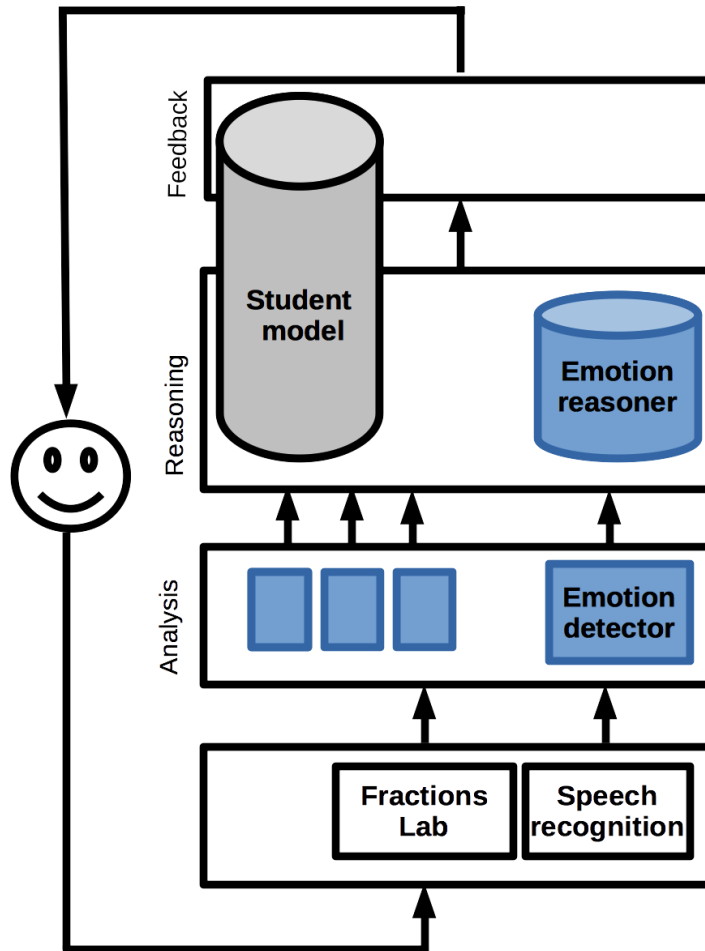 Feedback
Student
model
Emotion
reasoner
Reasoning
Emotion
detector
Analysis
Fractions
Lab
Speech
recognition